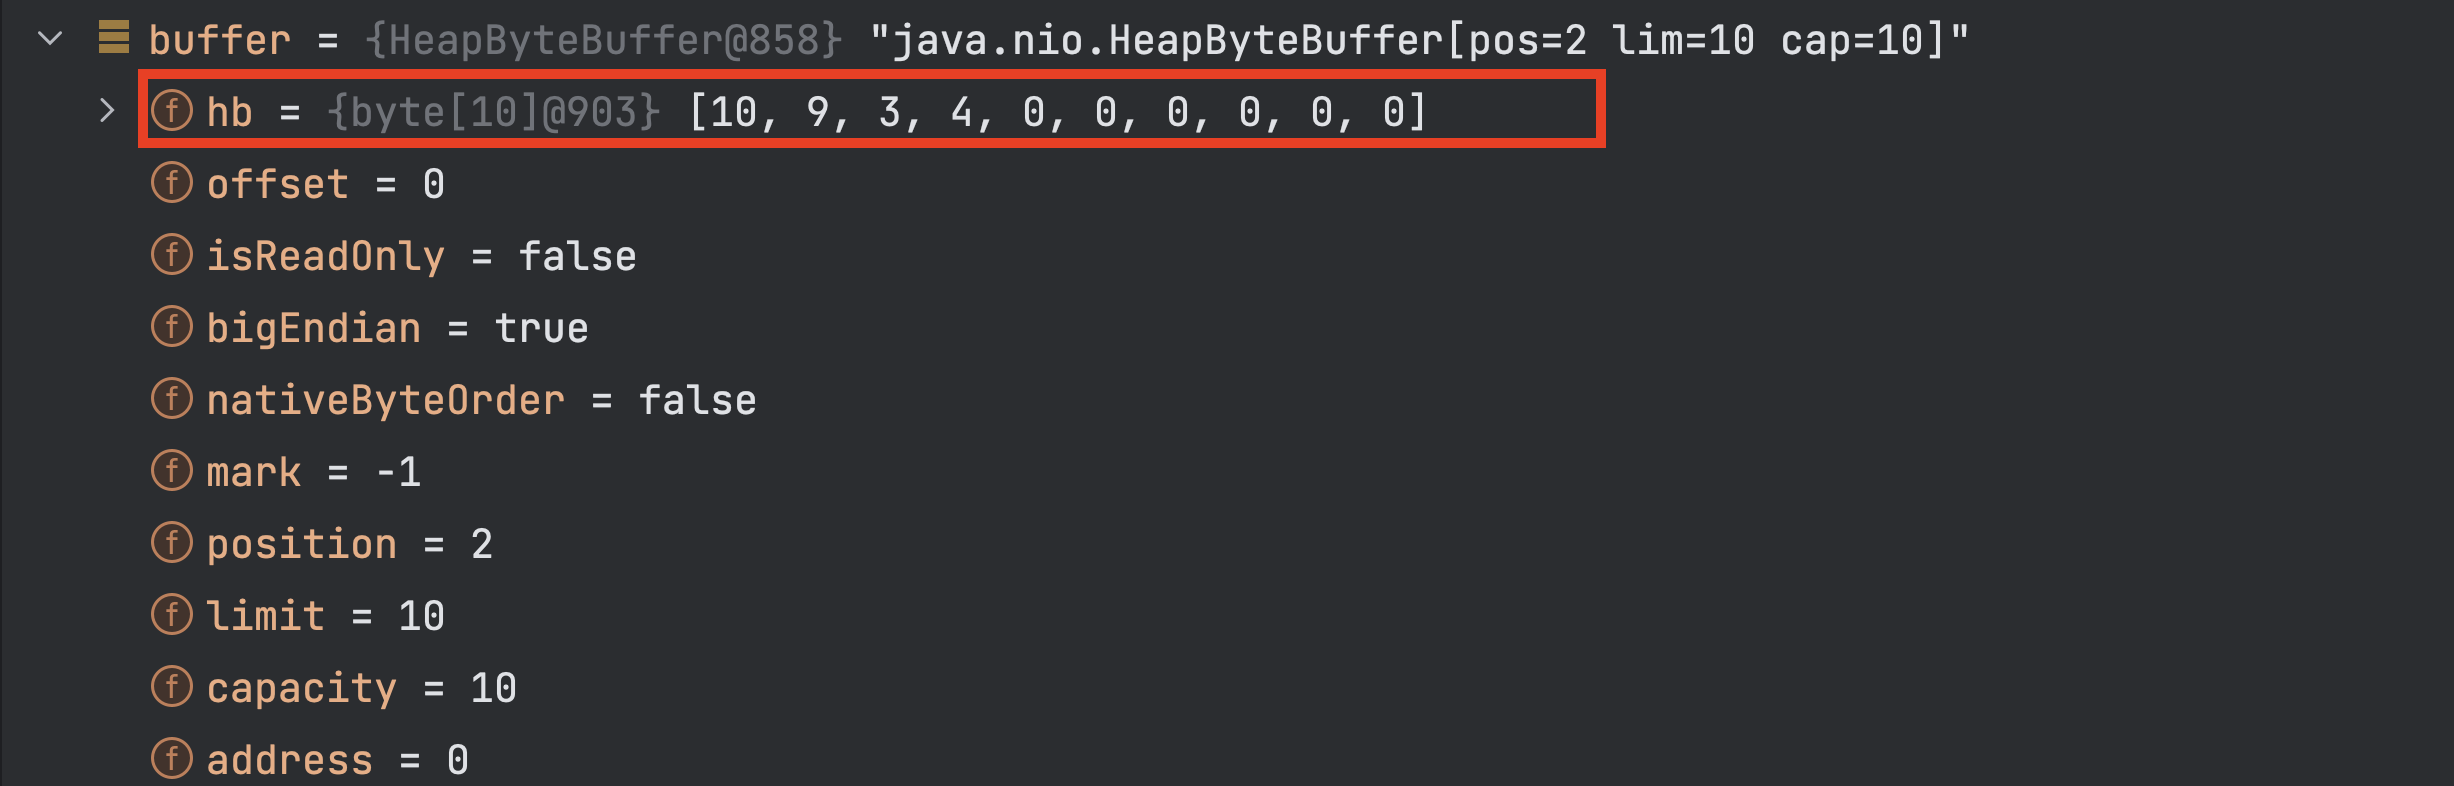 buffer = {HeapByteBuffer@858} "java.nio.HeapByteBuffer[pos=2 lim=10 cap=10]"
f hb = {byte[10]@903} [10, 9, 3, 4, 0, 0, 0, 0, 0, 0]
f offset = 0
f isReadOnly = false
f bigEndian = true
f nativeByteOrder = false
f mark = -1
f position = 2
f limit = 10
f capacity = 10
f address = 0